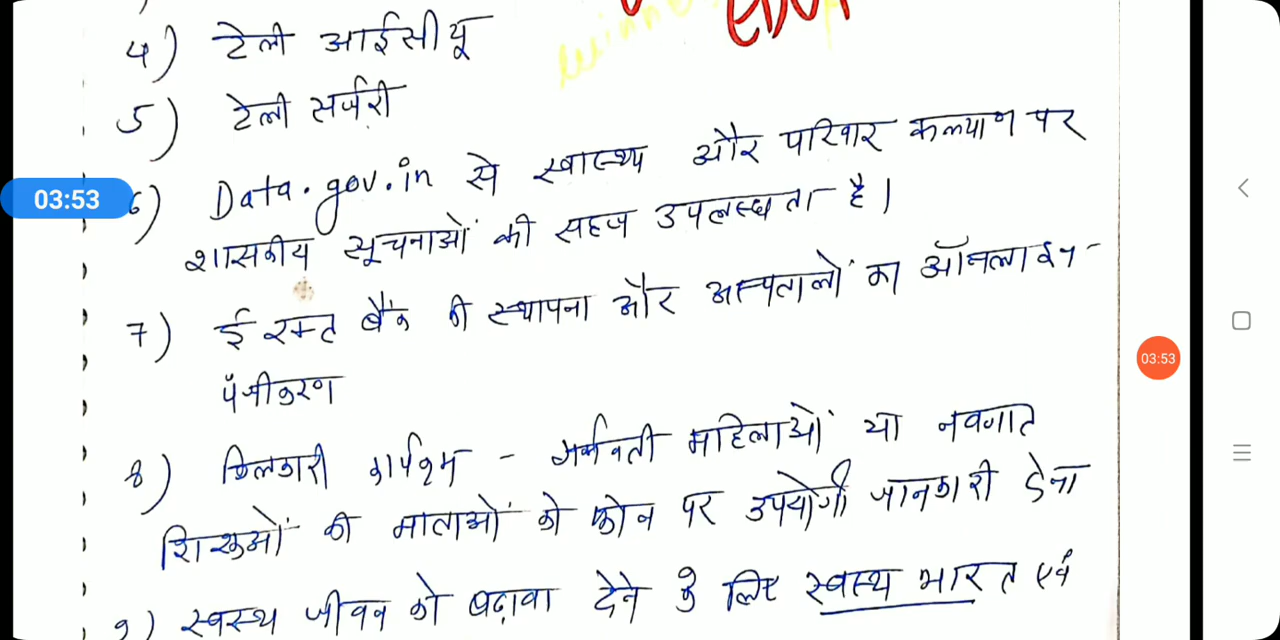 4) टेली आईसीयू
5) टेली सर्जरी
6) Data.gov.in से स्वास्थ्य और परिवार कल्याण पर
03:53
शासकीय सूचनाओं की सहज उपलब्धता है।
7) ई रक्त बैंक की स्थापना और अस्पतालों का ऑनलाइन-
03:53
पंजीकरण
8) किलकारी कार्यक्रम - गर्भवती महिलाओं या नवजात
शिशुओं की माताओं को फोन पर उपयोगी जानकारी देना
9) स्वस्थ जीवन को बढ़ावा देने के लिए स्वस्थ भारत एवं